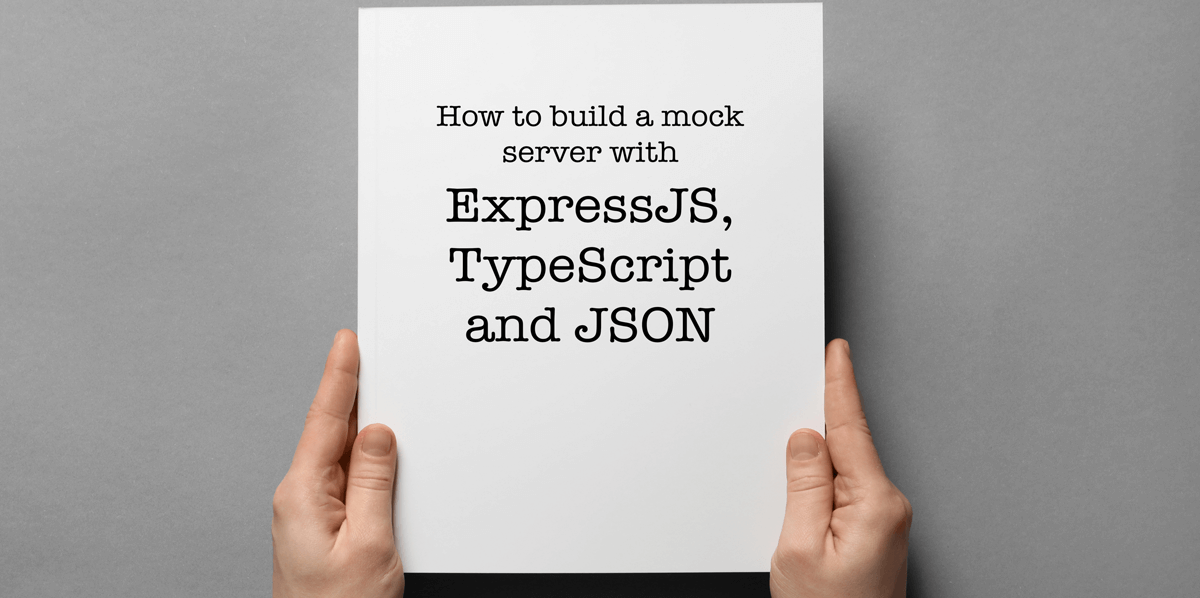 How to build a mock
server with
ExpressJS,
TypeScript
and JSON